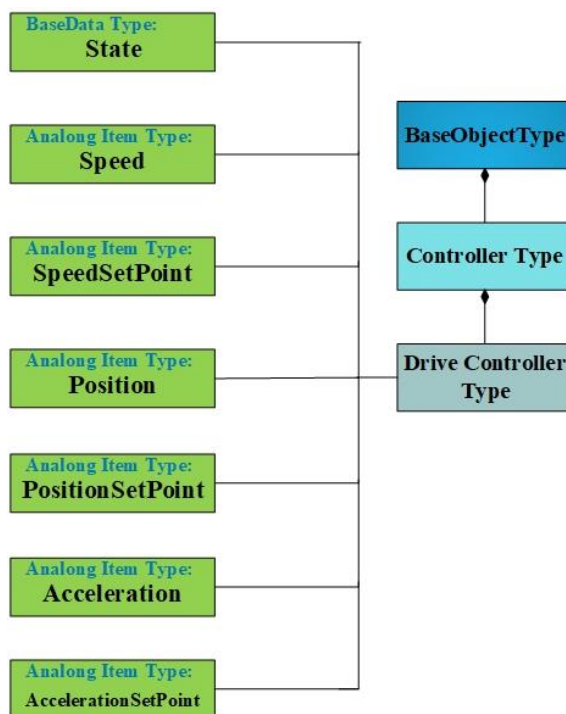 BaseData Type:
State
Analong Item Type:
Speed
Analong Item Type:
SpeedSetPoint
Analong Item Type:
Position
Analong Item Type:
PositionSetPoint
Analong Item Type:
Acceleration
Analong Item Type:
AccelerationSetPoint
BaseObjectType
Controller Type
Drive Controller
Type